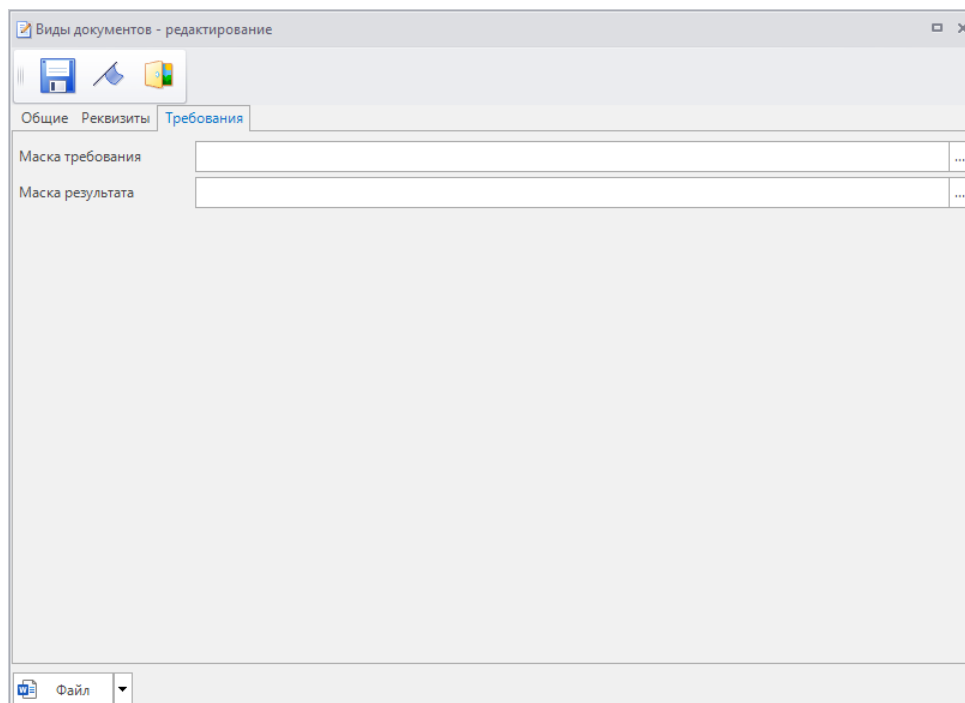 Виды документов - редактирование
Общие Реквизиты Требования
Маска требования ...
Маска результата ...
Файл